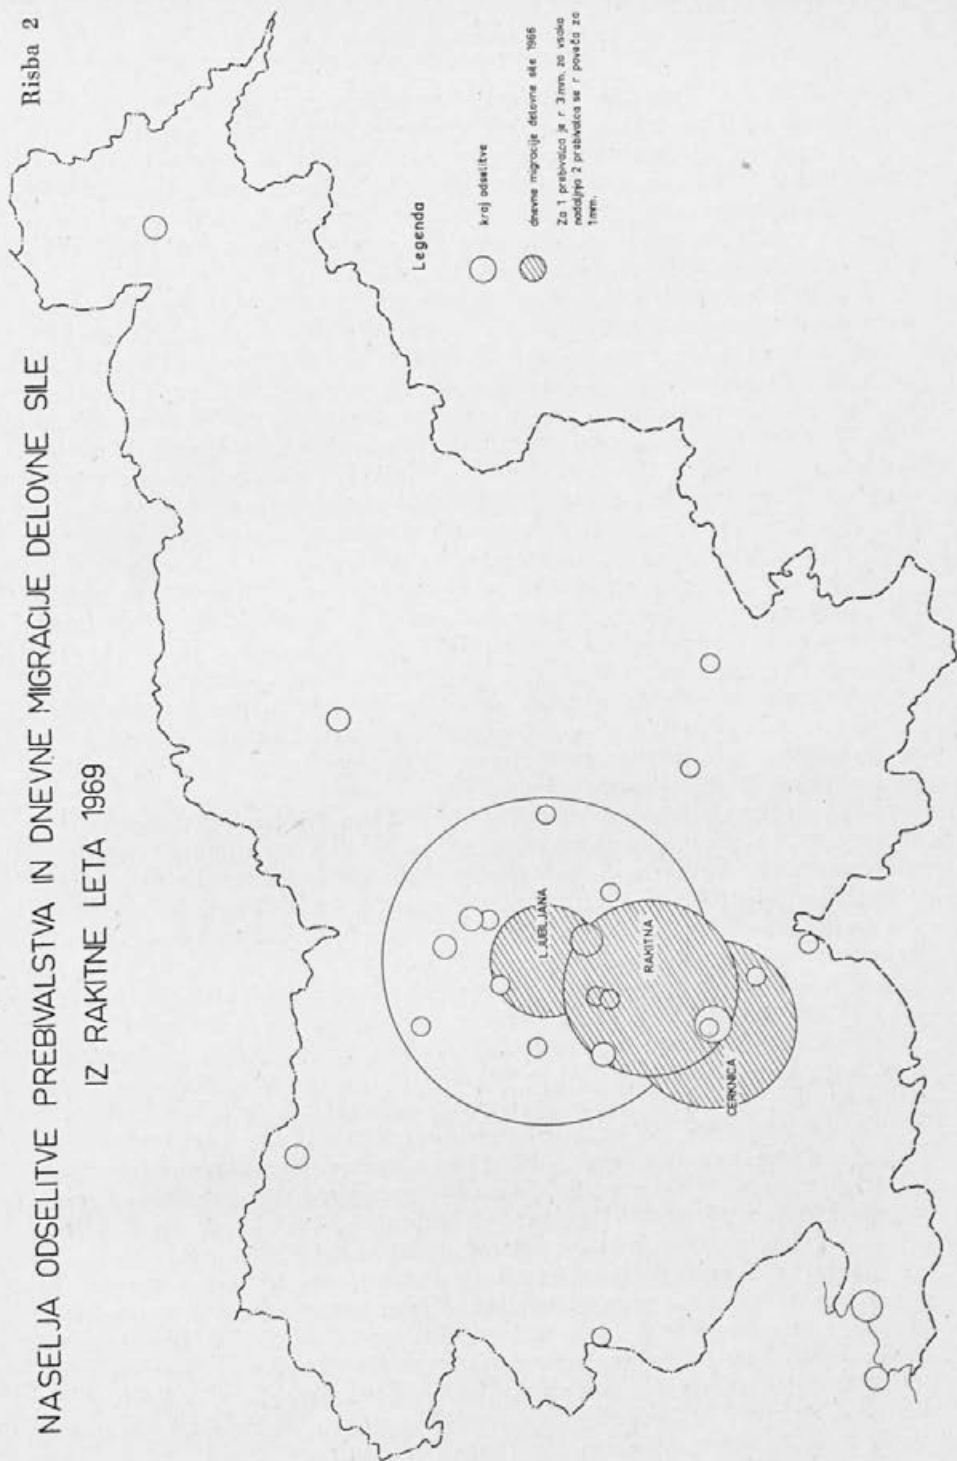 Risba 2
NASELJA ODSELITVE PREBIVALSTVA IN DNEVNE MIGRACIJE DELOVNE SILE
IZ RAKITNE LETA 1969
LJUBLJANA
RAKITNA
CERKNICA
Legenda
kraj odselitve
dnevne migracije delovne sile 1966
Za 1 prebivalca je r 3mm, za vsaka
nadaljnja 2 prebivalca se r poveča za
1mm.